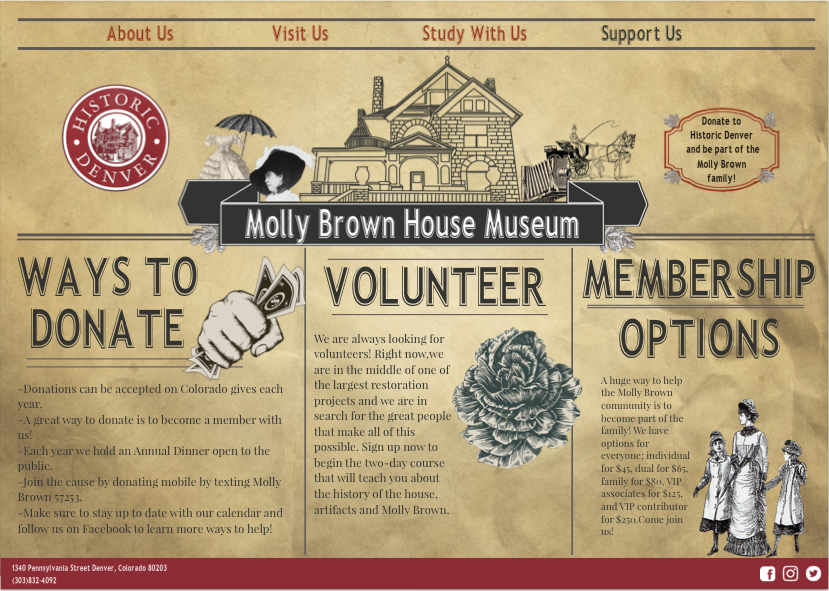 About Us Visit Us Study With Us Support Us
HISTORIC
DENVER
Donate to
Historic Denver
and be part of the
Molly Brown
family!
Molly Brown House Museum
WAYS TO
DONATE
-Donations can be accepted on Colorado gives each
year.
-A great way to donate is to become a member with
us!
-Each year we hold an Annual Dinner open to the
public.
-Join the cause by donating mobile by texting Molly
Brown 57253.
-Make sure to stay up to date with our calendar and
follow us on Facebook to learn more ways to help!
VOLUNTEER
We are always looking for
volunteers! Right now,we
are in the middle of one of
the largest restoration
projects and we are in
search for the great people
that make all of this
possible. Sign up now to
begin the two-day course
that will teach you about
the history of the house,
artifacts and Molly Brown.
MEMBERSHIP
OPTIONS
A huge way to help
the Molly Brown
community is to
become part of the
family! We have
options for
everyone; individual
for $45, dual for $65,
family for $80, VIP
associates for $125,
and VIP contributor
for $250.Come join
us!
1340 Pennsylvania Street Denver, Colorado 80203
(303)832-4092